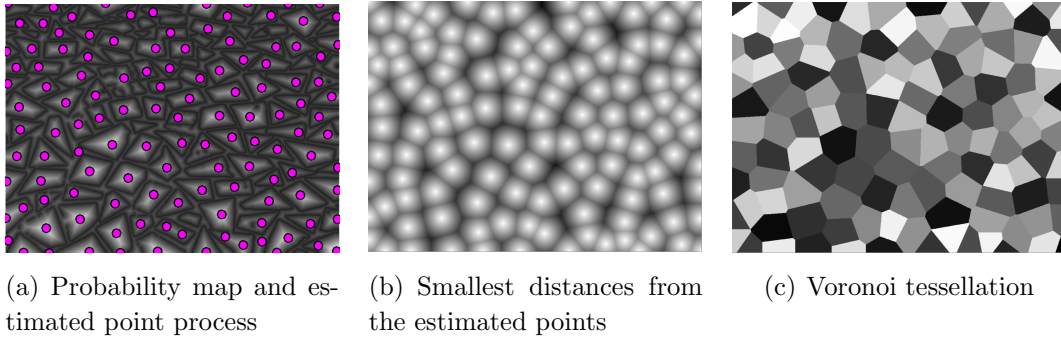 (a) Probability map and es-
timated point process
(b) Smallest distances from
the estimated points
(c) Voronoi tessellation